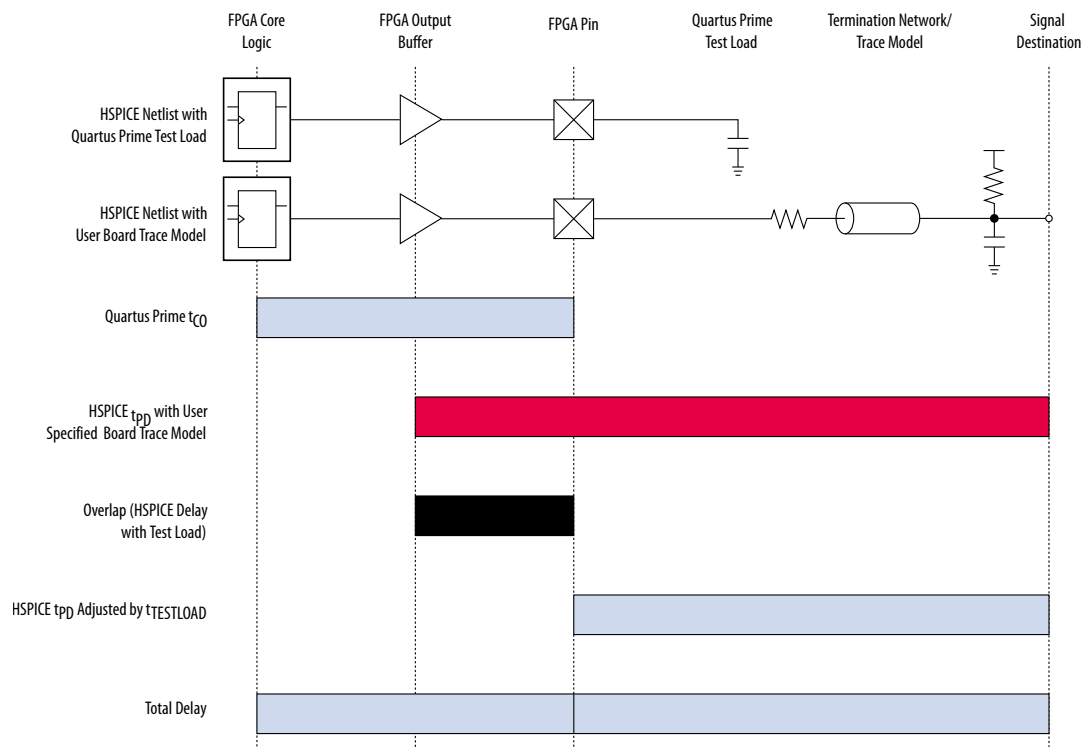 FPGA Core
Logic
FPGA Output
Buffer
FPGA Pin
Quartus Prime
Test Load
Termination Network/
Trace Model
Signal
Destination
HSPICE Netlist with
Quartus Prime Test Load
HSPICE Netlist with
User Board Trace Model
Quartus Prime tCO
HSPICE tPD with User
Specified Board Trace Model
Overlap (HSPICE Delay
with Test Load)
HSPICE tPD Adjusted by tTESTLOAD
Total Delay